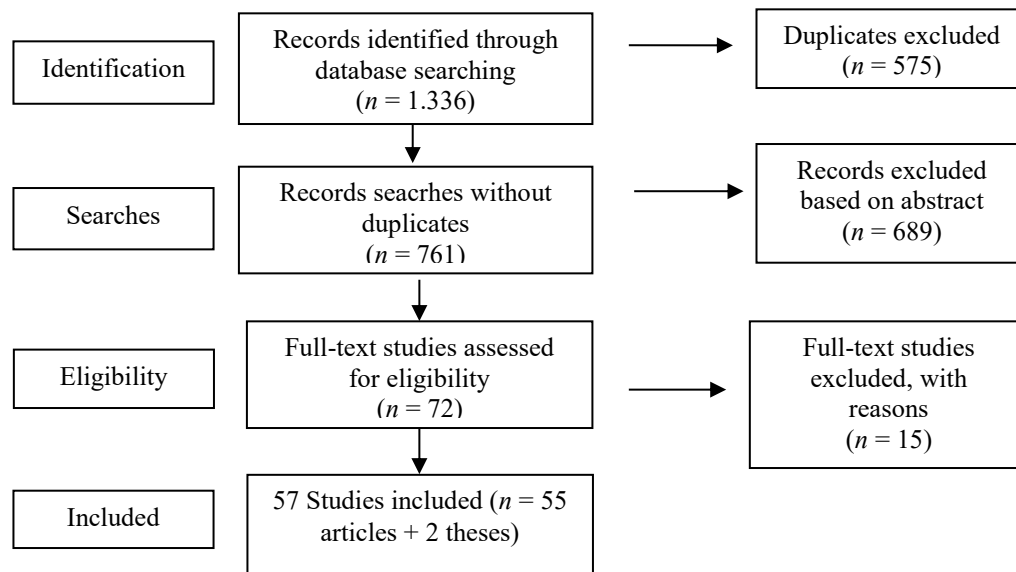 Identification
Records identified through
database searching
(n = 1.336)
Duplicates excluded
(n = 575)
Searches
Records seacrhes without
duplicates
(n = 761)
Records excluded
based on abstract
(n = 689)
Eligibility
Full-text studies assessed
for eligibility
(n = 72)
Full-text studies
excluded, with
reasons
(n = 15)
Included
57 Studies included (n = 55
articles + 2 theses)